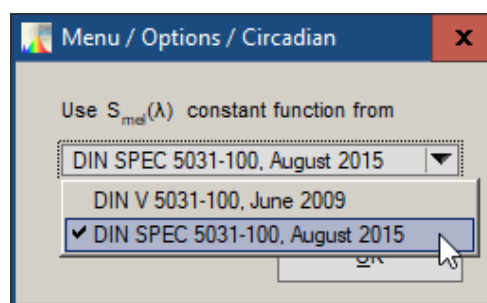 Menu / Options / Circadian
x
Use Smel(λ) constant function from
DIN SPEC 5031-100, August 2015
DIN V 5031-100, June 2009
✔ DIN SPEC 5031-100, August 2015
OK